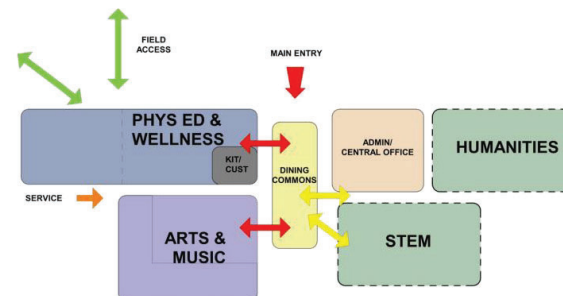 FIELD
ACCESS
MAIN ENTRY
PHYS ED &
WELLNESS
KIT/
CUST
DINING
COMMONS
ADMIN/
CENTRAL OFFICE
HUMANITIES
SERVICE
ARTS &
MUSIC
STEM